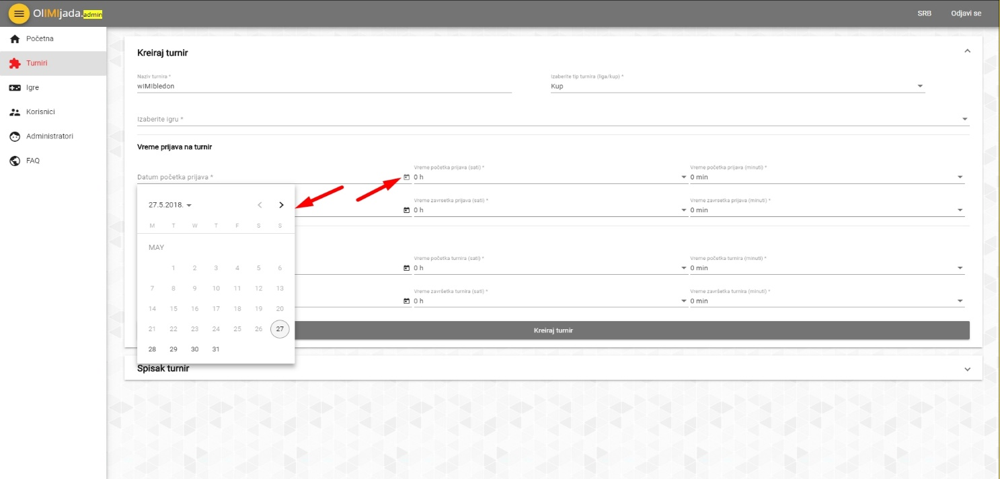 OlIMIjada.admin
SRB Odjavi se
Početna
Turniri
Igre
Korisnici
Administratori
FAQ
Kreiraj turnir
Naziv turnira * Izaberite tip turnira (liga/kup) *
wIMIbledon Kup
Izaberite igru *
Vreme prijava na turnir
Vreme početka prijava (sati) * Vreme početka prijava (minuti) *
Datum početka prijava * 0 h 0 min
Vreme zavrsetka prijava (sati) * Vreme zavrsetka prijava (minuti) *
0 h 0 min
27.5.2018.
M T W T F S S
MAY
1 2 3 4 5 6
7 8 9 10 11 12 13
14 15 16 17 18 19 20
21 22 23 24 25 26 27
28 29 30 31
Vreme početka turnira (sati) * Vreme početka turnira (minuti) *
0 h 0 min
Vreme završetka turnira (sati) * Vreme završetka turnira (minuti) *
0 h 0 min
Kreiraj turnir
Spisak turnir